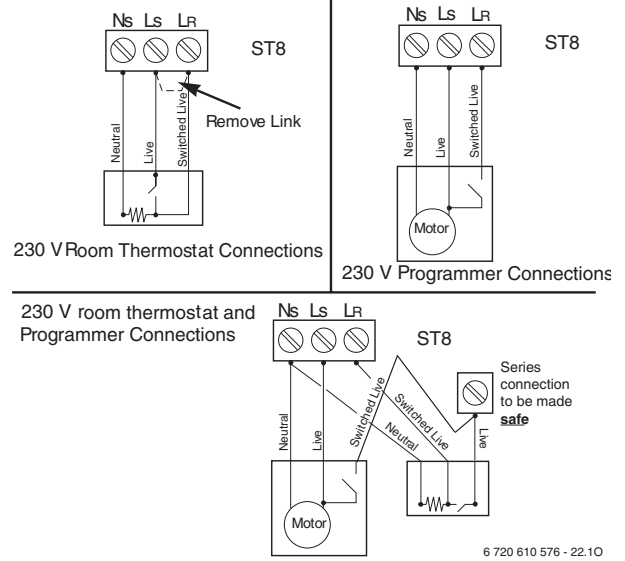 Ns Ls LR
ST8
Remove Link
Neutral
Live
Switched Live
230 V Room Thermostat Connections
Ns Ls LR
ST8
Neutral
Live
Switched Live
Motor
230 V Programmer Connections
230 V room thermostat and
Programmer Connections
Ns Ls LR
ST8
Series
connection
to be made
safe
Neutral
Live
Switched Live
Switched Live
Neutral
Live
Motor
6 720 610 576 - 22.1O